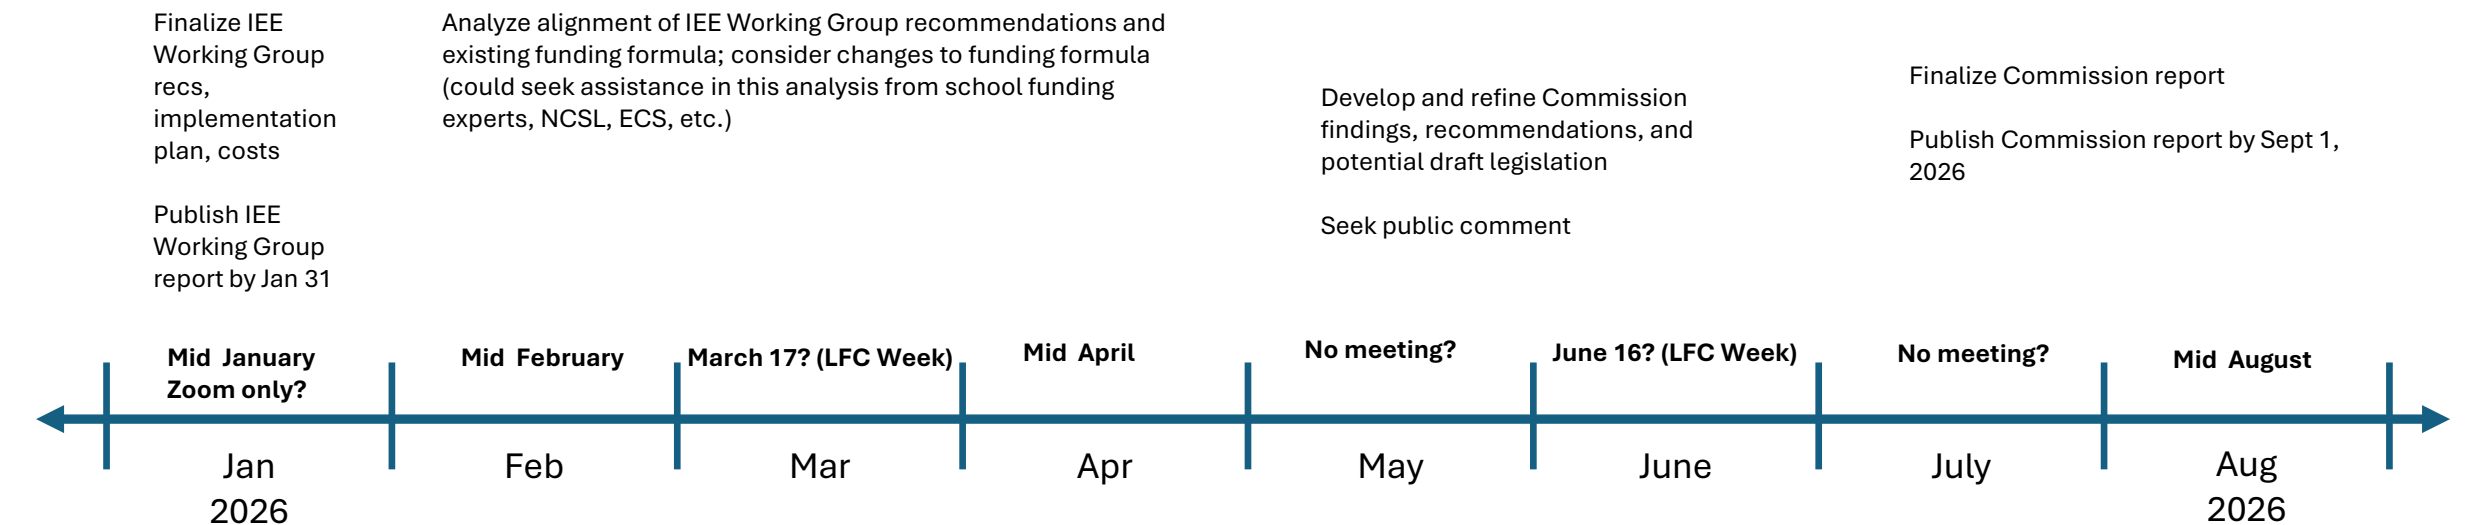 Finalize IEE
Working Group
recs,
implementation
plan, costs
Publish IEE
Working Group
report by Jan 31
Analyze alignment of IEE Working Group recommendations and
existing funding formula; consider changes to funding formula
(could seek assistance in this analysis from school funding
experts, NCSL, ECS, etc.)
Develop and refine Commission
findings, recommendations, and
potential draft legislation
Seek public comment
Finalize Commission report
Publish Commission report by Sept 1,
2026
Mid January
Zoom only?
Mid February
March 17? (LFC Week)
Mid April
No meeting?
June 16? (LFC Week)
No meeting?
Mid August
Jan
2026
Feb
Mar
Apr
May
June
July
Aug
2026